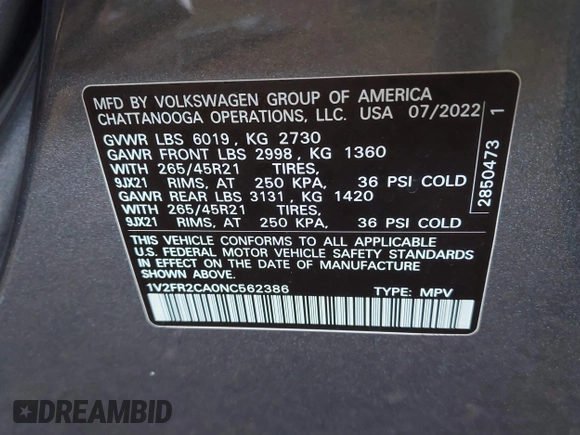 MFD BY VOLKSWAGEN GROUP OF AMERICA
CHATTANOOGA OPERATIONS, LLC. USA 07/2022
GVWR LBS 6019, KG 2730
GAWR FRONT LBS 2998, KG 1360
WITH 265/45R21 TIRES,
9JX21 RIMS, AT 250 KPA, 36 PSI COLD
GAWR REAR LBS 3131, KG 1420
WITH 265/45R21 TIRES,
9JX21 RIMS, AT 250 KPA, 36 PSI COLD
THIS VEHICLE CONFORMS TO ALL APPLICABLE
U.S. FEDERAL MOTOR VEHICLE SAFETY STANDARDS
IN EFFECT ON THE DATE OF MANUFACTURE
SHOWN ABOVE.
1V2FR2CA0NC562386 TYPE: MPV
2850473 1
DREAMBID